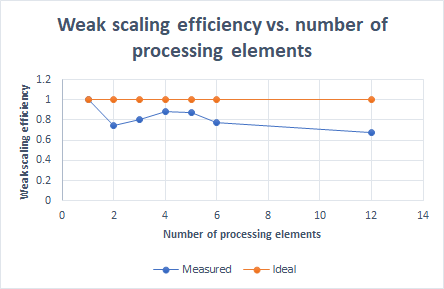 Weak scaling efficiency vs. number of
processing elements
Weak scaling efficiency
1.2
1
0.8
0.6
0.4
0.2
0
0 2 4 6 8 10 12 14
Number of processing elements
Measured Ideal